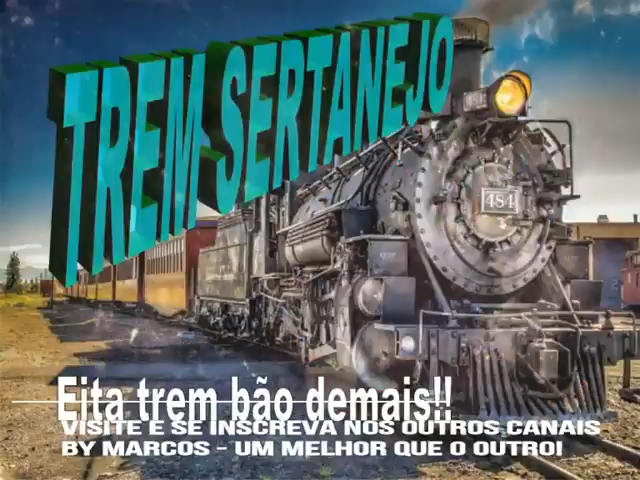 TREM SERTANEJO
484
Eita trem bão demais!!
VISITE E SE INSCREVA NOS OUTROS CANAIS
BY MARCOS - UM MELHOR QUE O OUTRO!